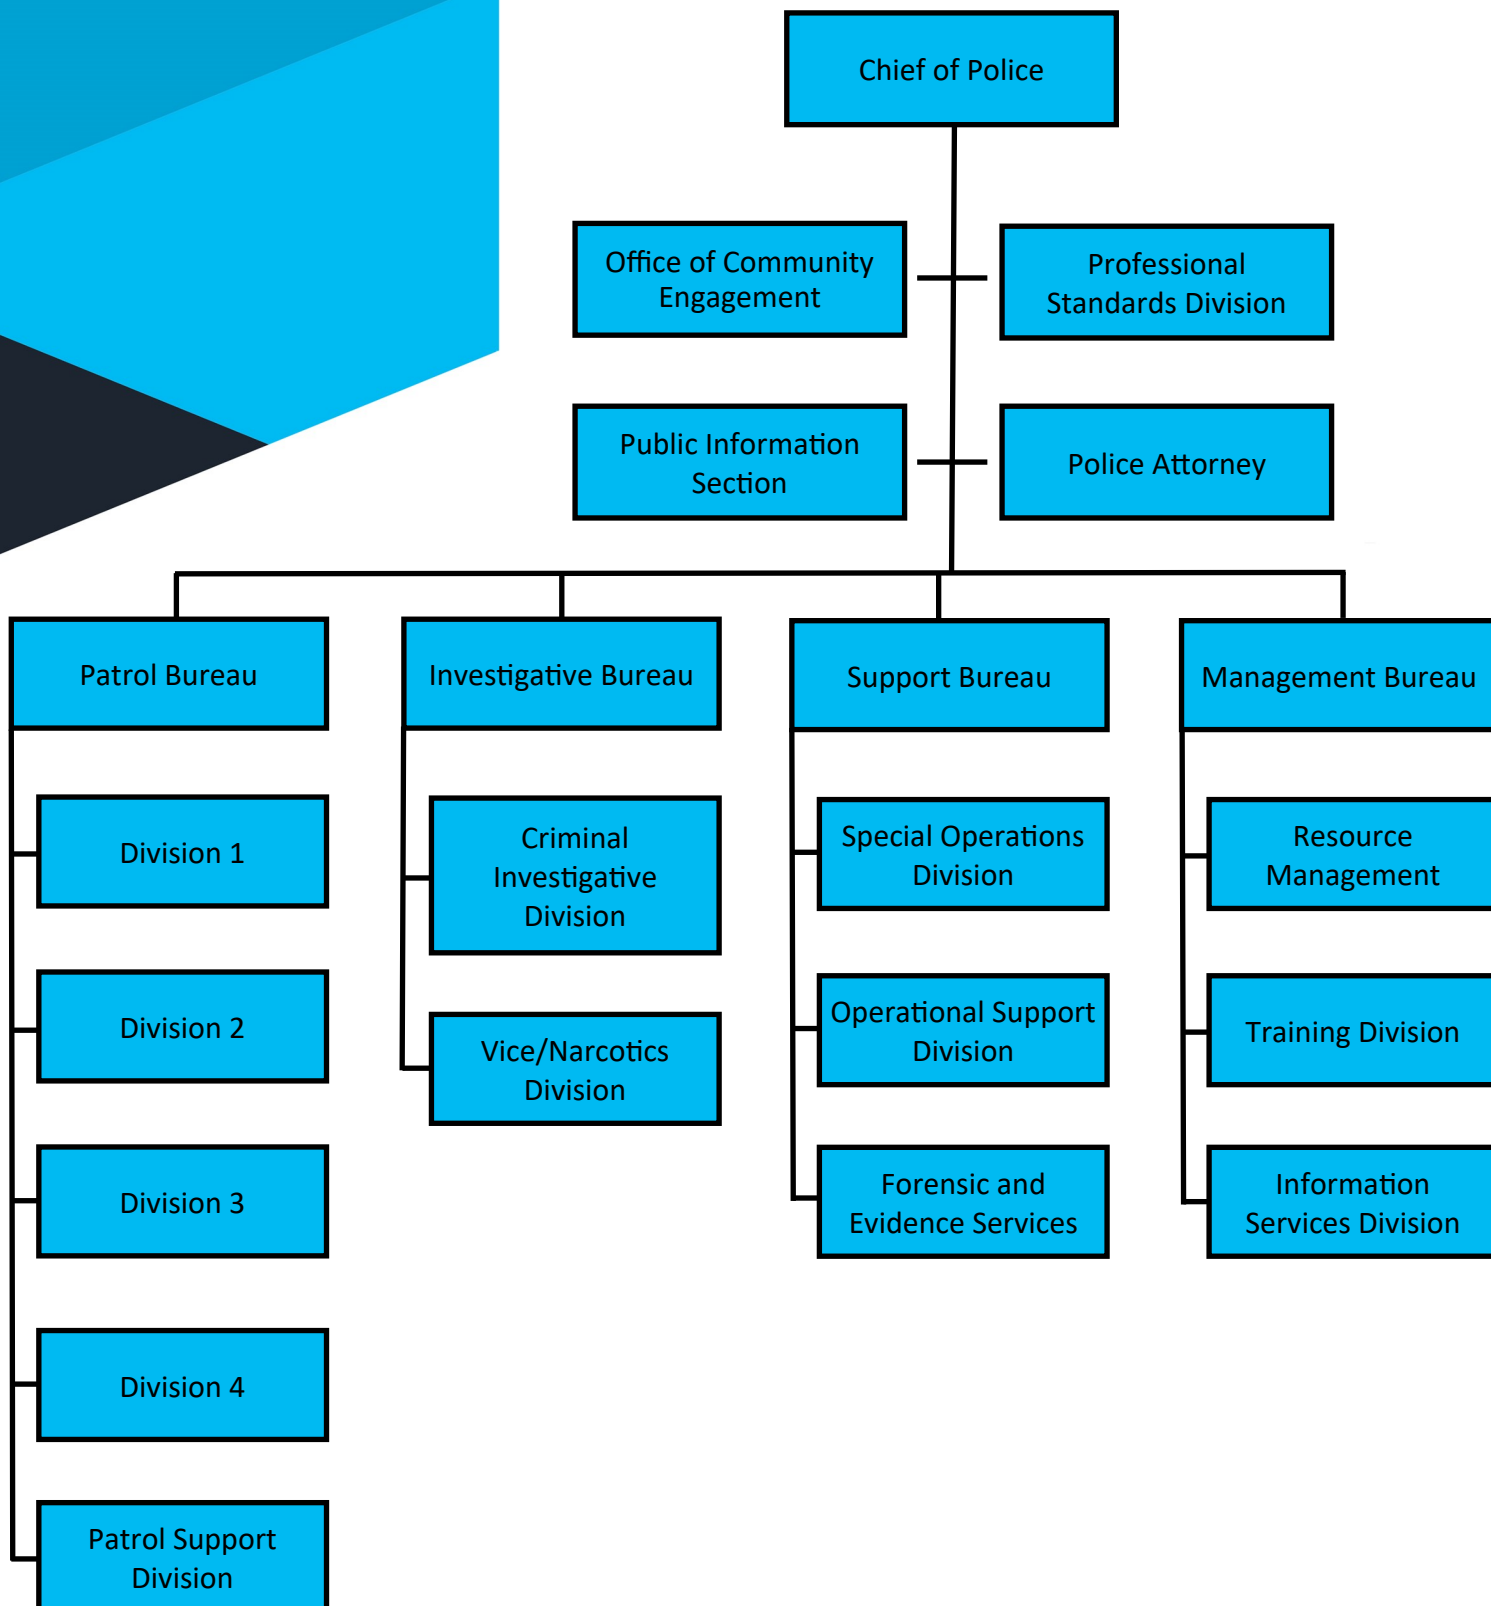 Chief of Police
Office of Community
Engagement
Professional
Standards Division
Public Information
Section
Police Attorney
Patrol Bureau
Investigative Bureau
Support Bureau
Management Bureau
Division 1
Division 2
Division 3
Division 4
Patrol Support
Division
Criminal
Investigative
Division
Vice/Narcotics
Division
Special Operations
Division
Operational Support
Division
Forensic and
Evidence Services
Resource
Management
Training Division
Information
Services Division